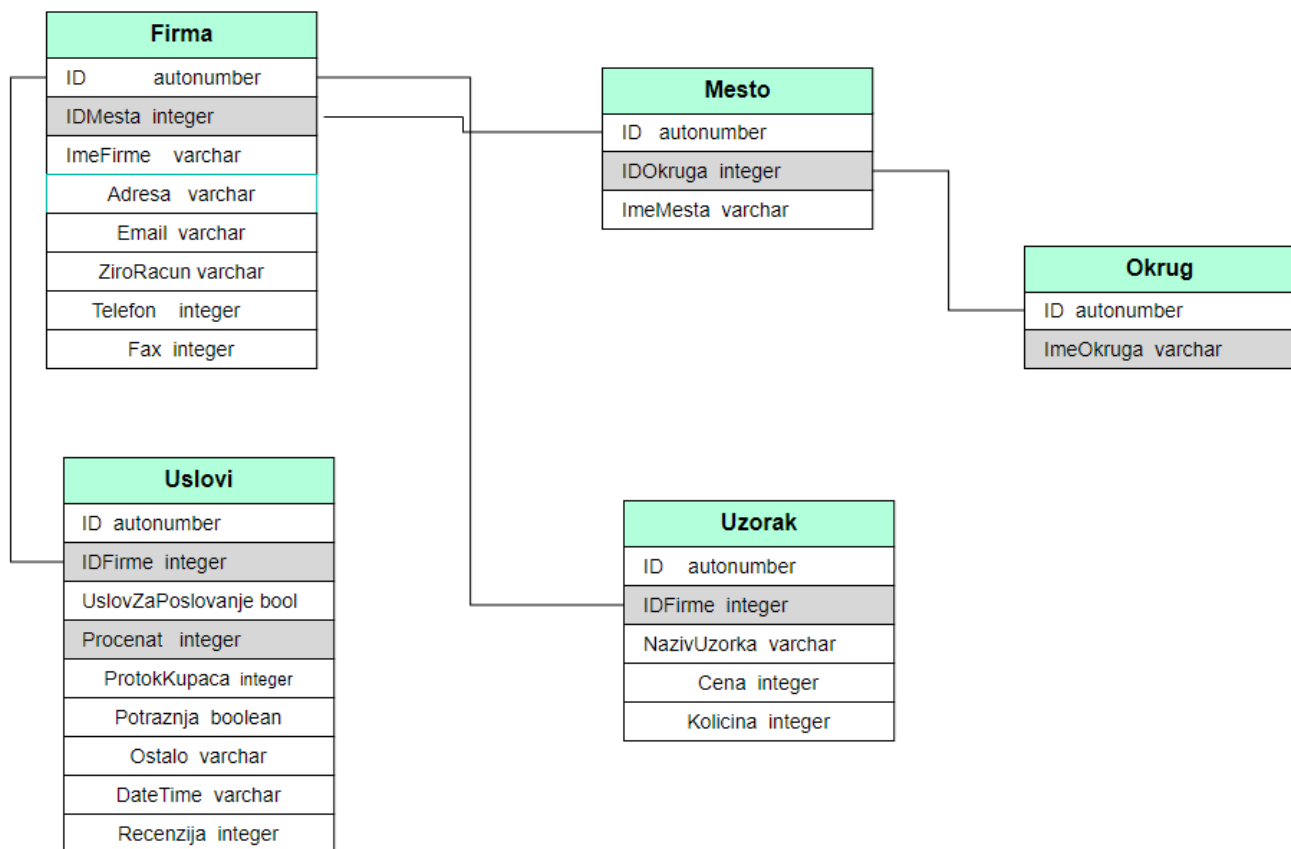 Firma
ID autonumber
IDMesta integer
ImeFirme varchar
Adresa varchar
Email varchar
ZiroRacun varchar
Telefon integer
Fax integer
Mesto
ID autonumber
IDOkruga integer
ImeMesta varchar
Okrug
ID autonumber
ImeOkruga varchar
Uslovi
ID autonumber
IDFirme integer
UslovZaPoslovanje bool
Procenat integer
ProtokKupaca integer
Potraznja boolean
Ostalo varchar
DateTime varchar
Recenzija integer
Uzorak
ID autonumber
IDFirme integer
NazivUzorka varchar
Cena integer
Kolicina integer